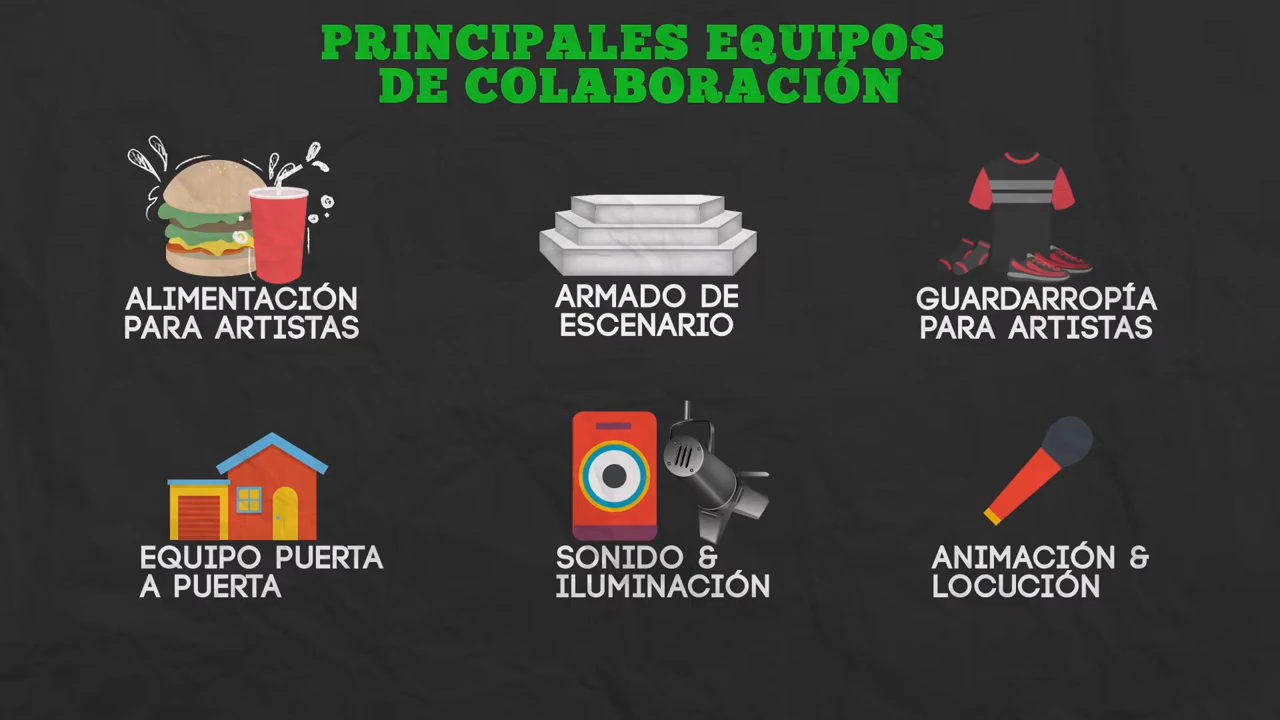 PRINCIPALES EQUIPOS
DE COLABORACIÓN
ALIMENTACIÓN
PARA ARTISTAS
ARMADO DE
ESCENARIO
GUARDARROPÍA
PARA ARTISTAS
EQUIPO PUERTA
A PUERTA
SONIDO &
ILUMINACIÓN
ANIMACIÓN &
LOCUCIÓN